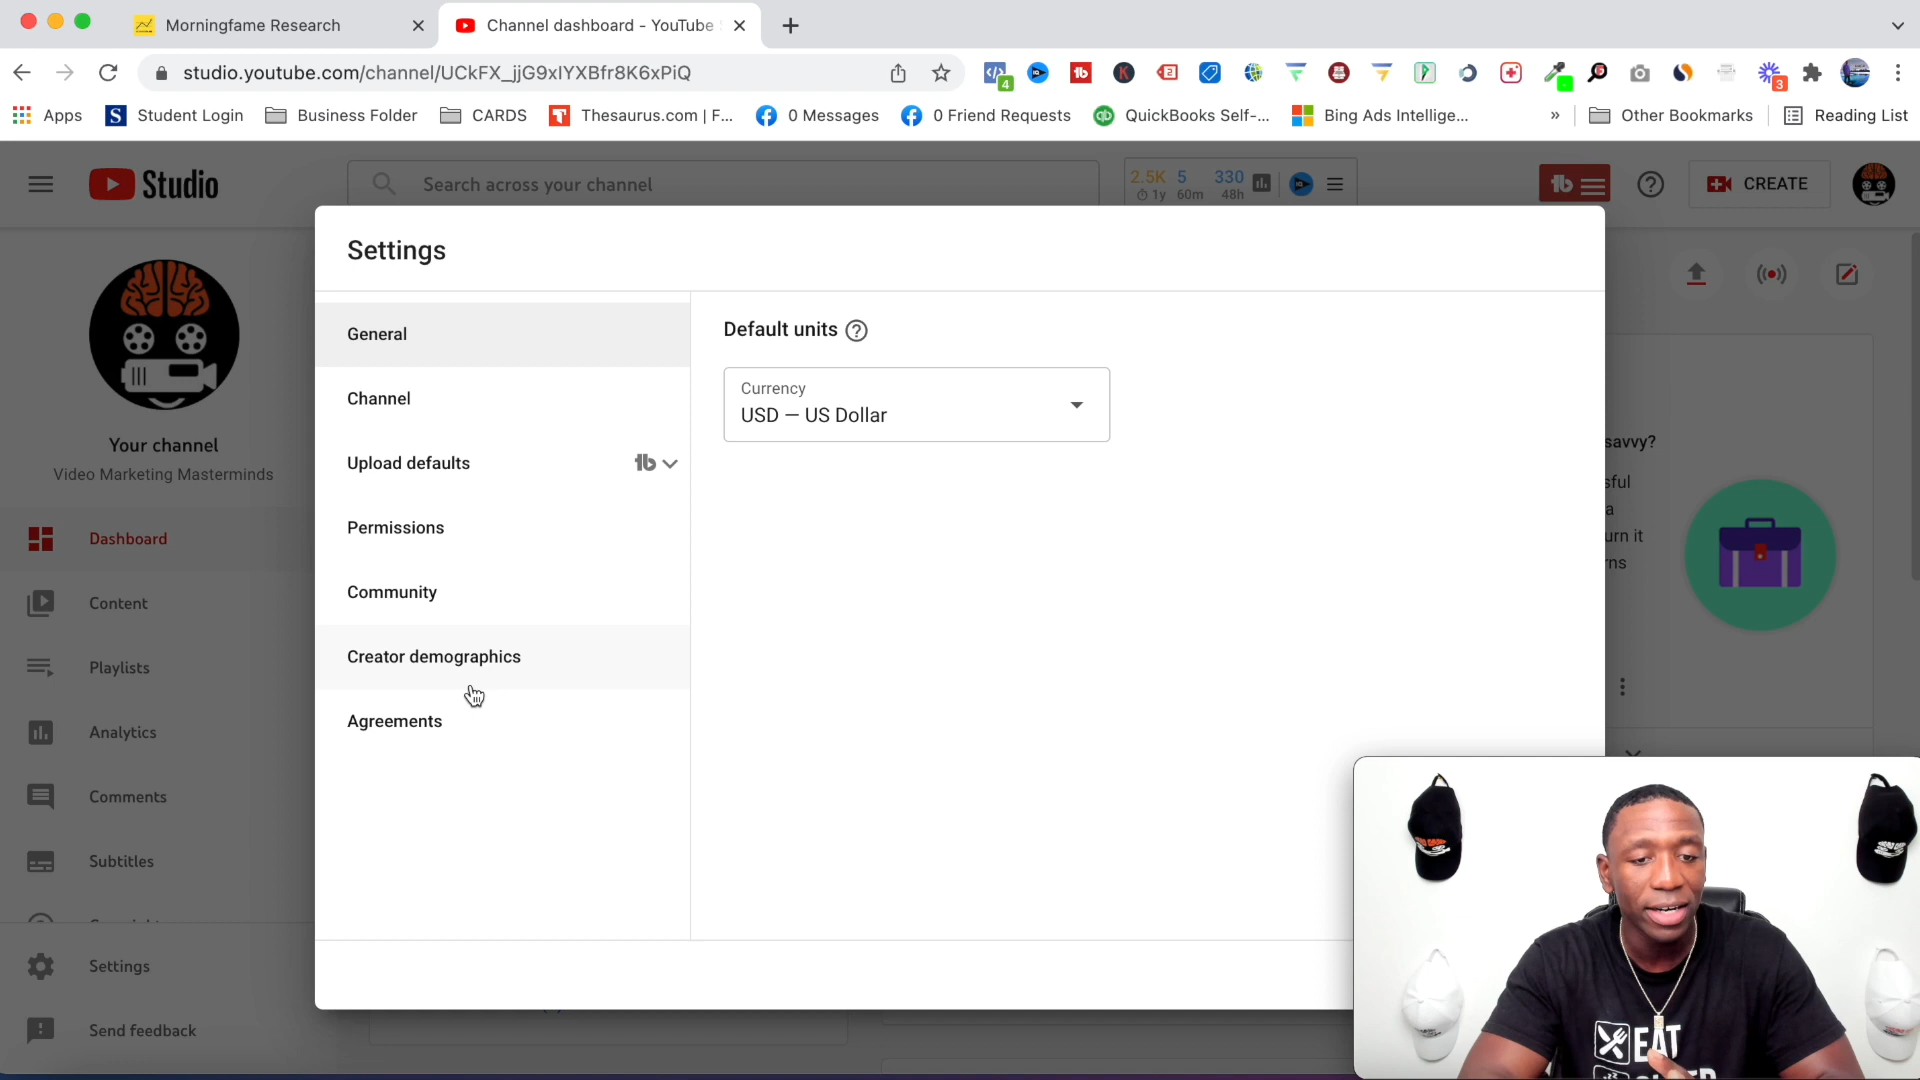 Morningfame Research
Channel dashboard - YouTube
studio.youtube.com/channel/UCkFX_jjG9xIYXBfr8K6xPiQ
4
3
Apps
Student Login
Business Folder
CARDS
Thesaurus.com | F...
0 Messages
0 Friend Requests
QuickBooks Self-...
Bing Ads Intellige...
»
Other Bookmarks
Reading List
Studio
Search across your channel
2.5K 5 330
1y 60m 48h
CREATE
Settings
General
Channel
Upload defaults
Permissions
Community
Creator demographics
Agreements
Default units
Currency
USD — US Dollar
Your channel
Video Marketing Masterminds
Dashboard
Content
Playlists
Analytics
Comments
Subtitles
Settings
Send feedback
savvy?
sful
a
urn it
ns
EAT